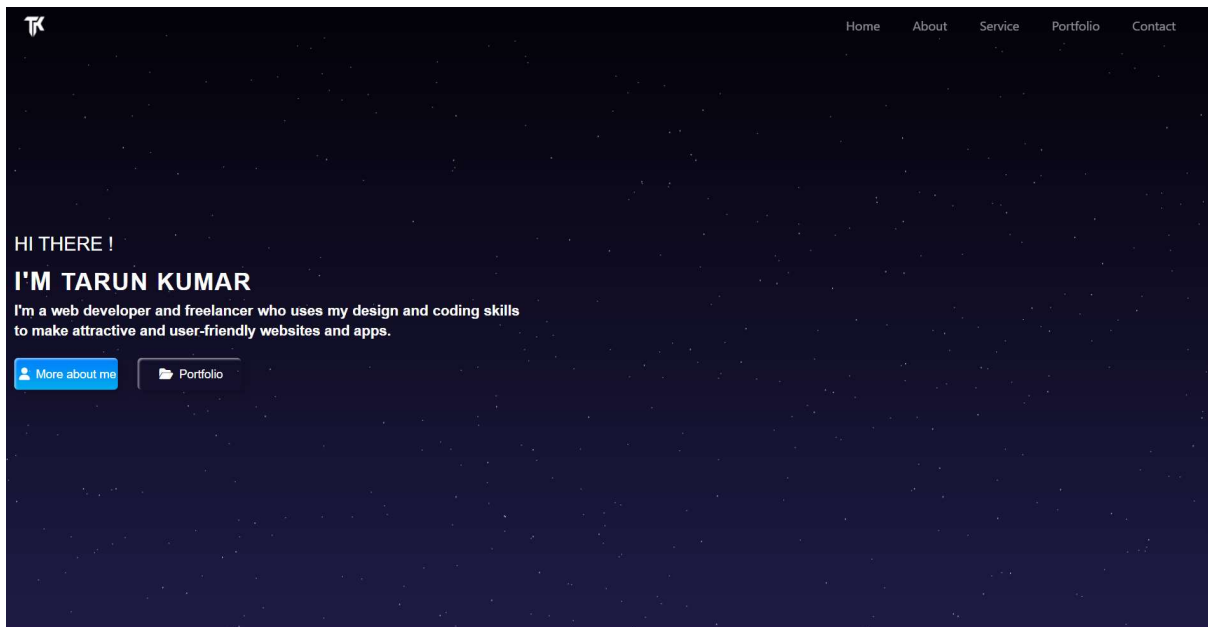 TK
Home About Service Portfolio Contact
HI THERE !
I'M TARUN KUMAR
I'm a web developer and freelancer who uses my design and coding skills
to make attractive and user-friendly websites and apps.
More about me Portfolio